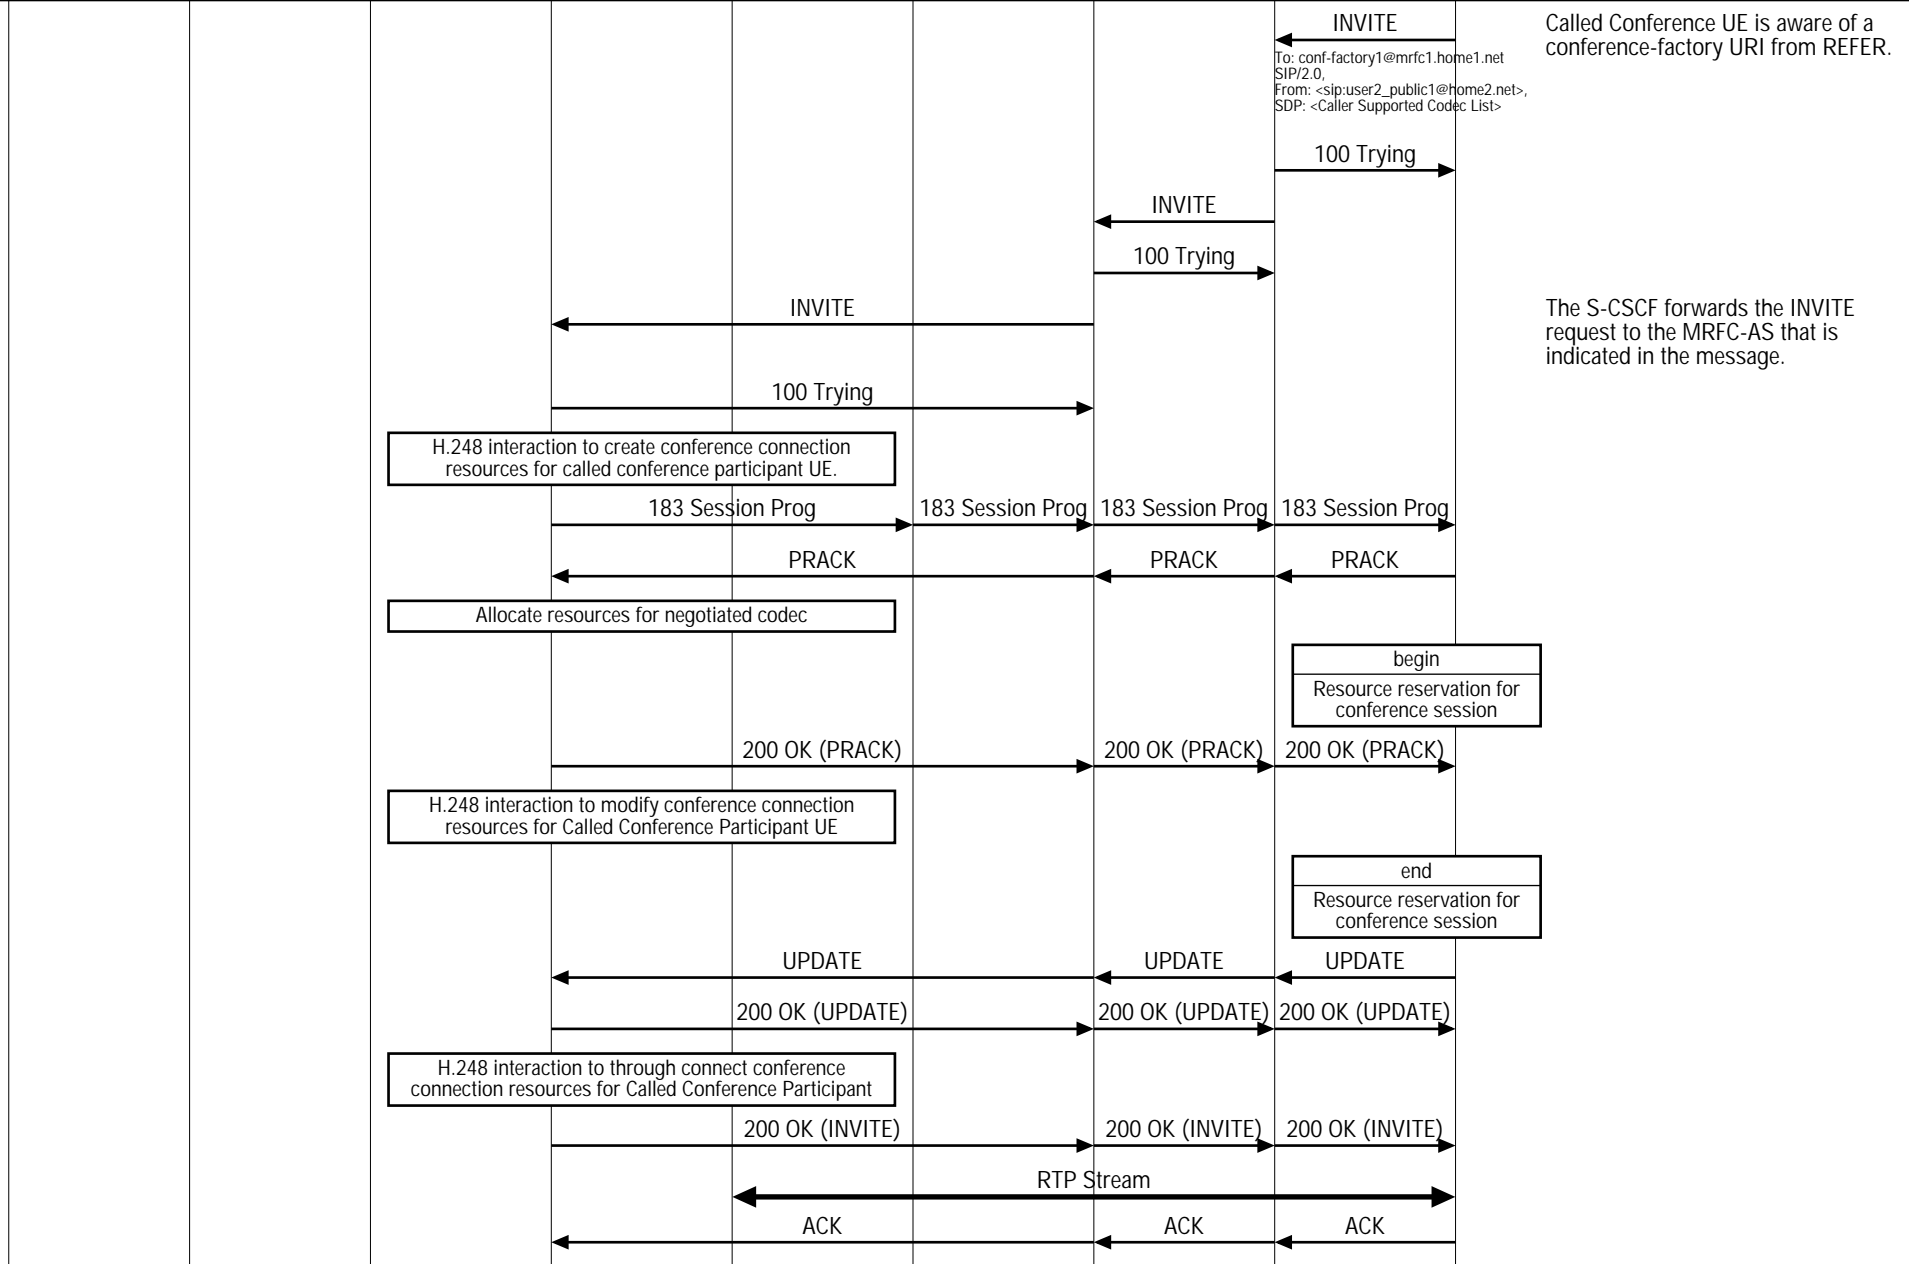 INVITE
Called Conference UE is aware of a
conference-factory URI from REFER.
To: conf-factory1@mrfc1.home1.net
SIP/2.0,
From: <sip:user2_public1@home2.net>,
SDP: <Caller Supported Codec List>
100 Trying
INVITE
100 Trying
INVITE
The S-CSCF forwards the INVITE
request to the MRFC-AS that is
indicated in the message.
100 Trying
H.248 interaction to create conference connection
resources for called conference participant UE.
183 Session Prog 183 Session Prog 183 Session Prog 183 Session Prog
PRACK PRACK PRACK
Allocate resources for negotiated codec
begin
Resource reservation for
conference session
200 OK (PRACK) 200 OK (PRACK) 200 OK (PRACK)
H.248 interaction to modify conference connection
resources for Called Conference Participant UE
end
Resource reservation for
conference session
UPDATE UPDATE UPDATE
200 OK (UPDATE) 200 OK (UPDATE) 200 OK (UPDATE)
H.248 interaction to through connect conference
connection resources for Called Conference Participant
200 OK (INVITE) 200 OK (INVITE) 200 OK (INVITE)
RTP Stream
ACK ACK ACK